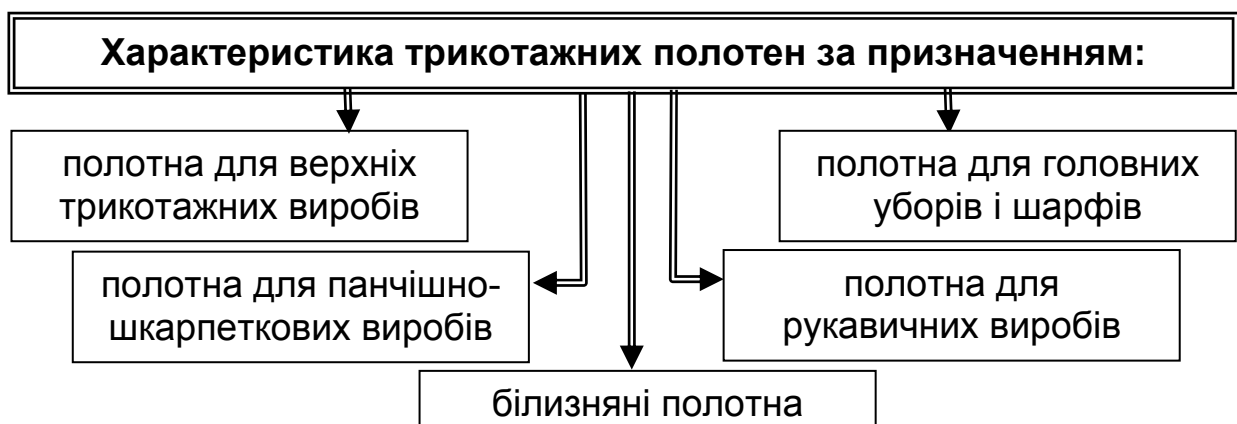 Характеристика трикотажних полотен за призначенням:
полотна для верхніх
трикотажних виробів
полотна для головних
уборів і шарфів
полотна для панчішно-
шкарпеткових виробів
полотна для
рукавичних виробів
білизняні полотна